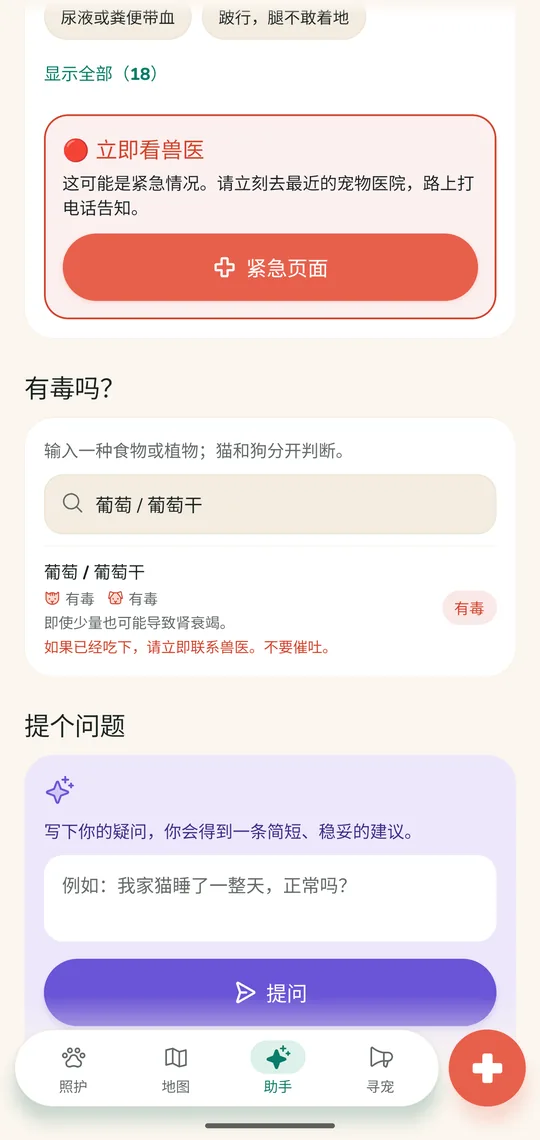 尿液或粪便带血
跛行，腿不敢着地
显示全部（18）
立即看兽医
这可能是紧急情况。请立刻去最近的宠物医院，路上打
电话告知。
紧急页面
有毒吗？
输入一种食物或植物；猫和狗分开判断。
葡萄 / 葡萄干
葡萄 / 葡萄干
有毒 有毒
有毒
即使少量也可能导致肾衰竭。
如果已经吃下，请立即联系兽医。不要催吐。
提个问题
写下你的疑问，你会得到一条简短、稳妥的建议。
例如：我家猫睡了一整天，正常吗？
提问
照护
地图
助手
寻宠